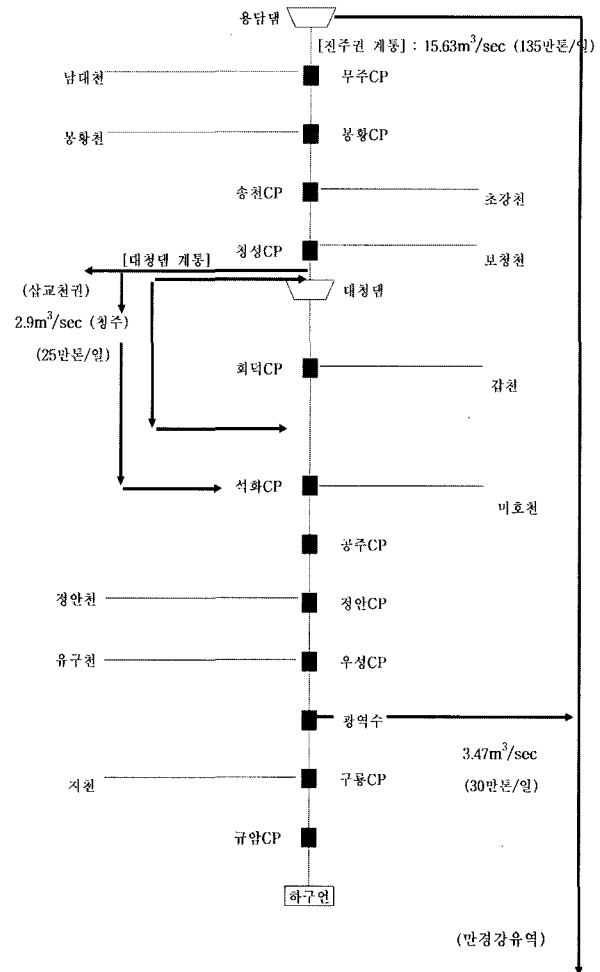 용담댐
[진주권 계통] : 15.63m³/sec (135만톤/일)
남대천
무주CP
봉황천
봉황CP
송천CP
초강천
청성CP
보청천
[대청댐 계통]
(삽교천권)
대청댐
2.9m³/sec (청주)
(25만톤/일)
회덕CP
갑천
석화CP
미호천
공주CP
정안천
정안CP
유구천
우성CP
광역수
3.47m³/sec
(30만톤/일)
지천
구룡CP
규암CP
하구언
(만경강유역)